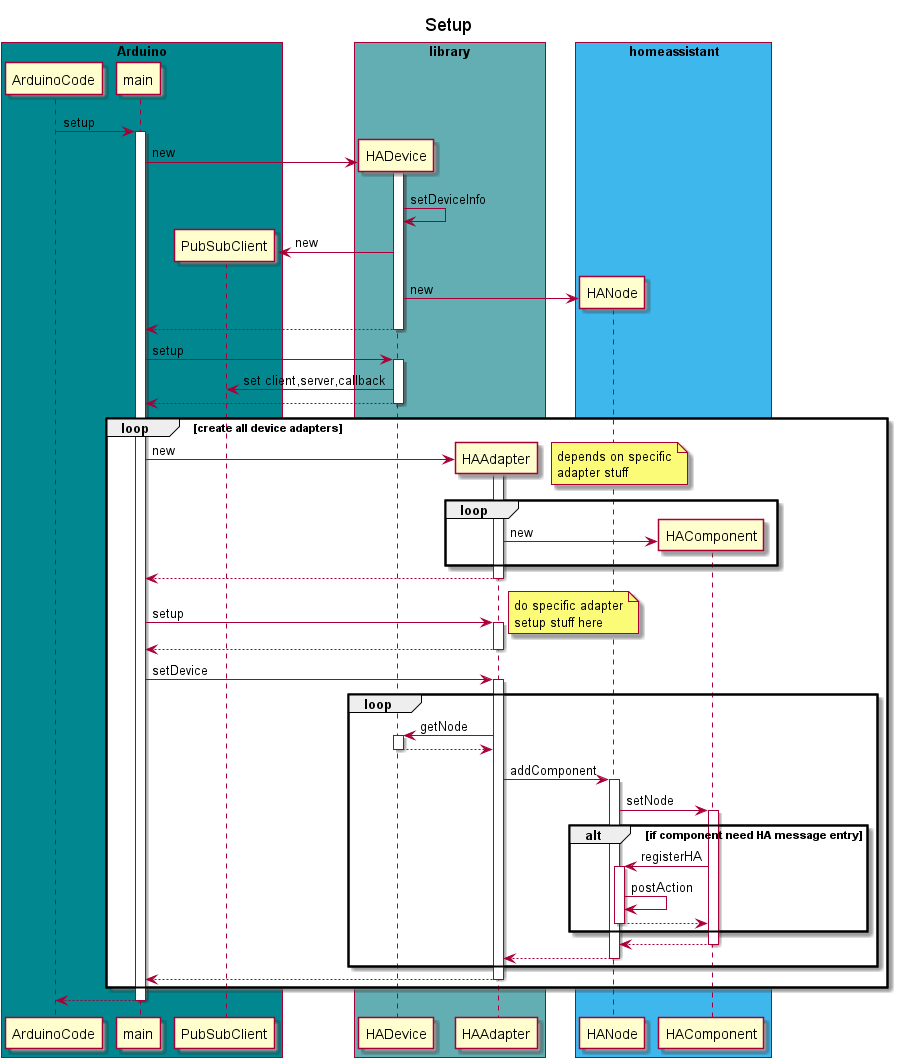 Setup
Arduino
library
homeassistant
ArduinoCode
main
setup
new
HADevice
setDeviceInfo
PubSubClient
new
new
HANode
setup
set client,server,callback
loop
[create all device adapters]
new
HAAdapter
depends on specific
adapter stuff
loop
new
HAComponent
setup
do specific adapter
setup stuff here
setDevice
loop
getNode
addComponent
setNode
alt
[if component need HA message entry]
registerHA
postAction
ArduinoCode
main
PubSubClient
HADevice
HAAdapter
HANode
HAComponent